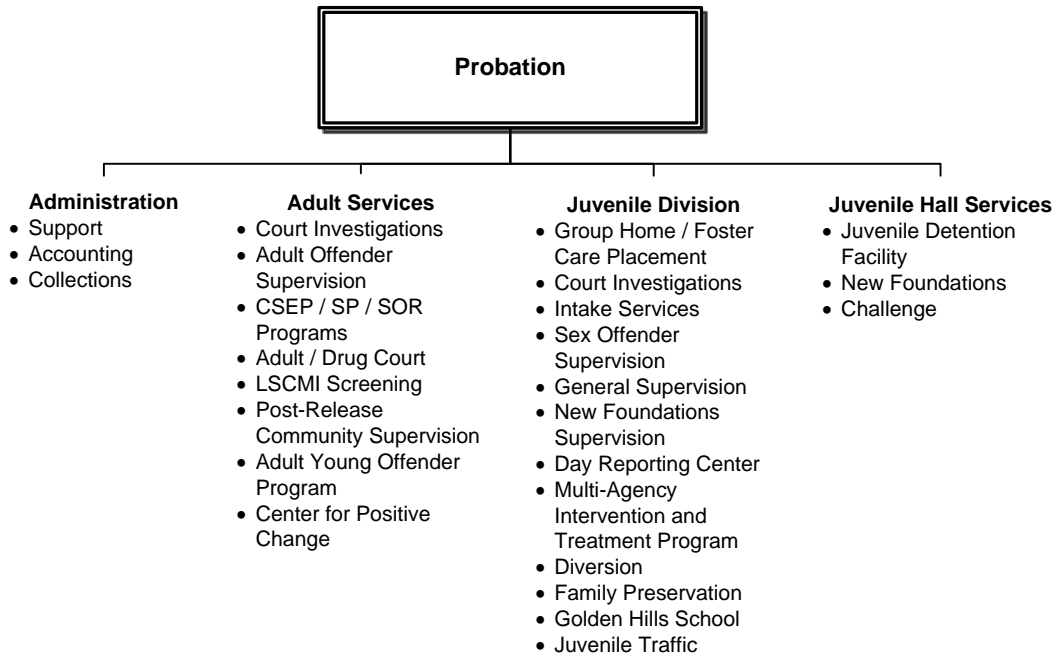 Probation
Administration
• Support
• Accounting
• Collections
Adult Services
• Court Investigations
• Adult Offender
Supervision
• CSEP / SP / SOR
Programs
• Adult / Drug Court
• LSCMI Screening
• Post-Release
Community Supervision
• Adult Young Offender
Program
• Center for Positive
Change
Juvenile Division
• Group Home / Foster
Care Placement
• Court Investigations
• Intake Services
• Sex Offender
Supervision
• General Supervision
• New Foundations
Supervision
• Day Reporting Center
• Multi-Agency
Intervention and
Treatment Program
• Diversion
• Family Preservation
• Golden Hills School
• Juvenile Traffic
Juvenile Hall Services
• Juvenile Detention
Facility
• New Foundations
• Challenge